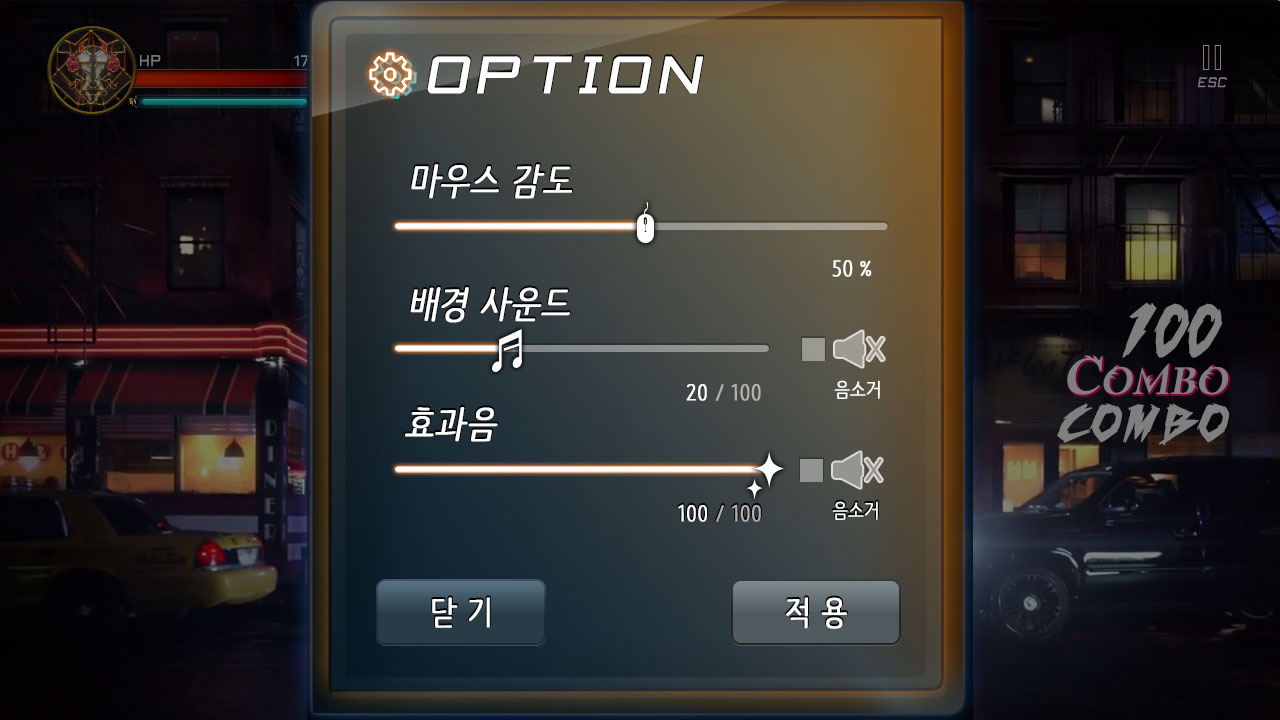 HP 17
ESC
OPTION
마우스 감도
50 %
배경 사운드
20 / 100
음소거
효과음
100 / 100
음소거
닫 기
적 용
100
COMBO
COMBO
DINER